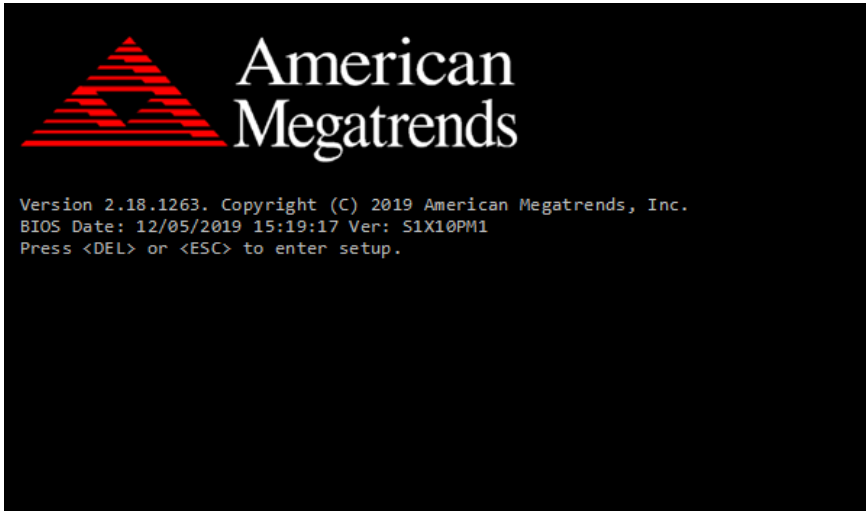 American
Megatrends
Version 2.18.1263. Copyright (C) 2019 American Megatrends, Inc.
BIOS Date: 12/05/2019 15:19:17 Ver: S1X10PM1
Press <DEL> or <ESC> to enter setup.